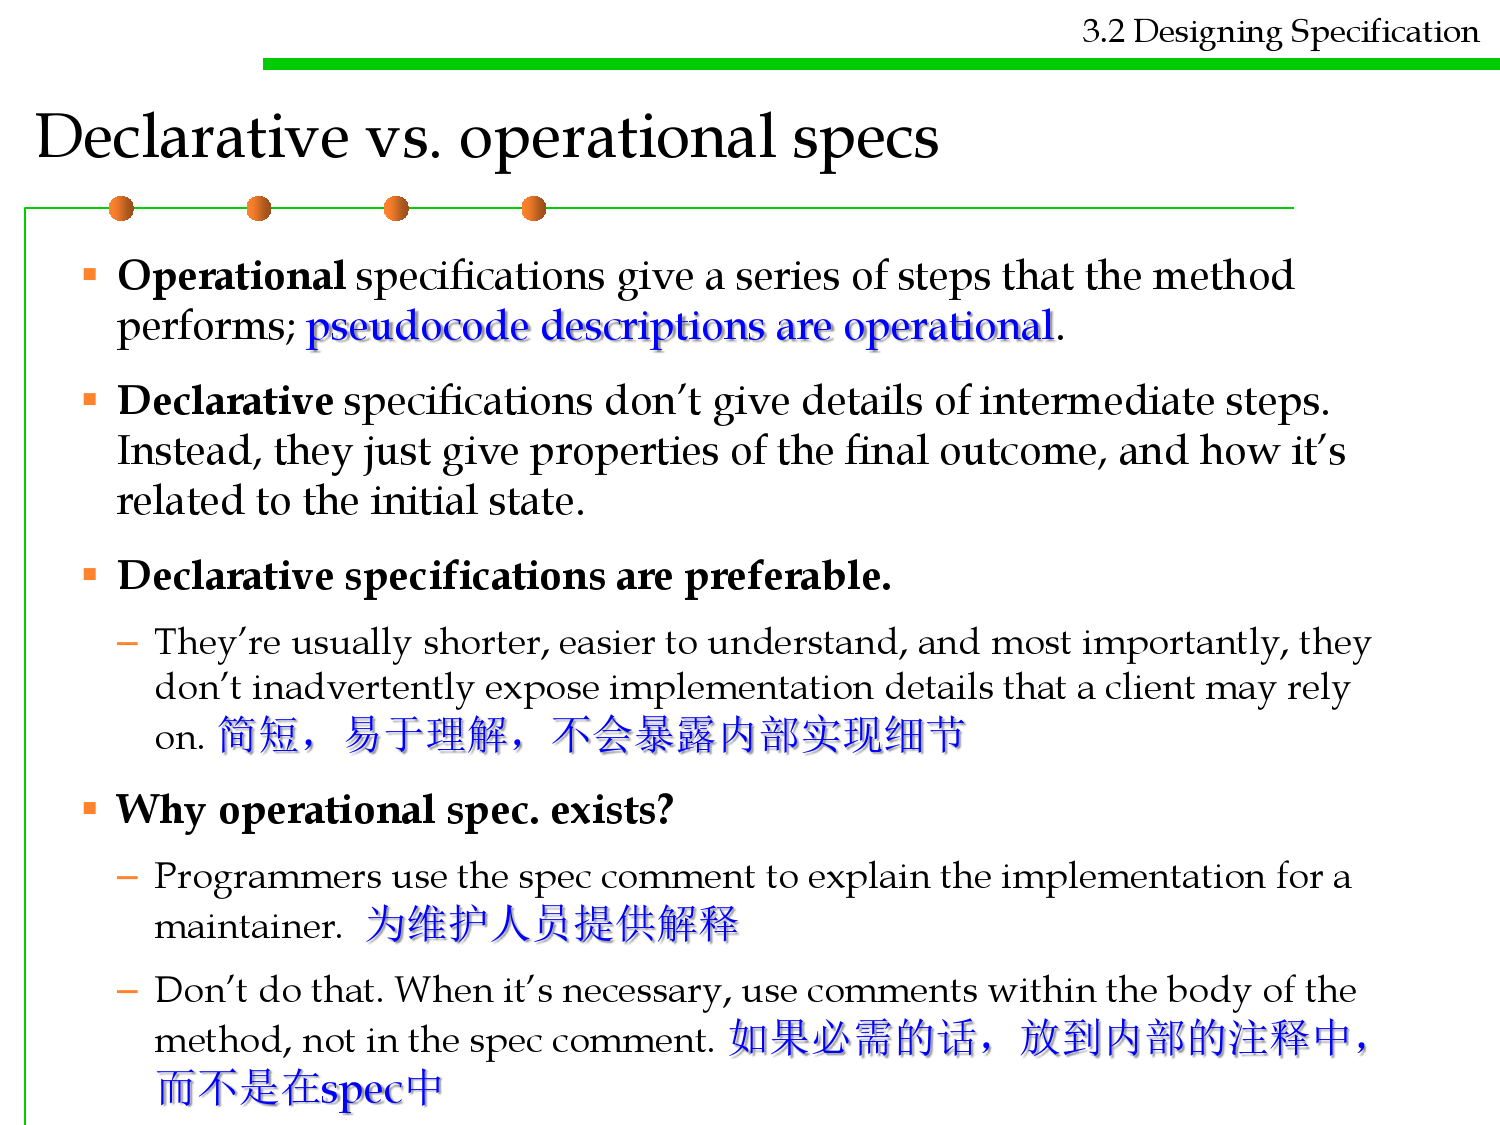 3.2 Designing Specification
Declarative vs. operational specs
▪ Operational specifications give a series of steps that the method
performs; pseudocode descriptions are operational.
▪ Declarative specifications don’t give details of intermediate steps.
Instead, they just give properties of the final outcome, and how it’s
related to the initial state.
▪ Declarative specifications are preferable.
– They’re usually shorter, easier to understand, and most importantly, they
don’t inadvertently expose implementation details that a client may rely
on. 简短，易于理解，不会暴露内部实现细节
▪ Why operational spec. exists?
– Programmers use the spec comment to explain the implementation for a
maintainer. 为维护人员提供解释
– Don’t do that. When it’s necessary, use comments within the body of the
method, not in the spec comment. 如果必需的话，放到内部的注释中，
而不是在spec中